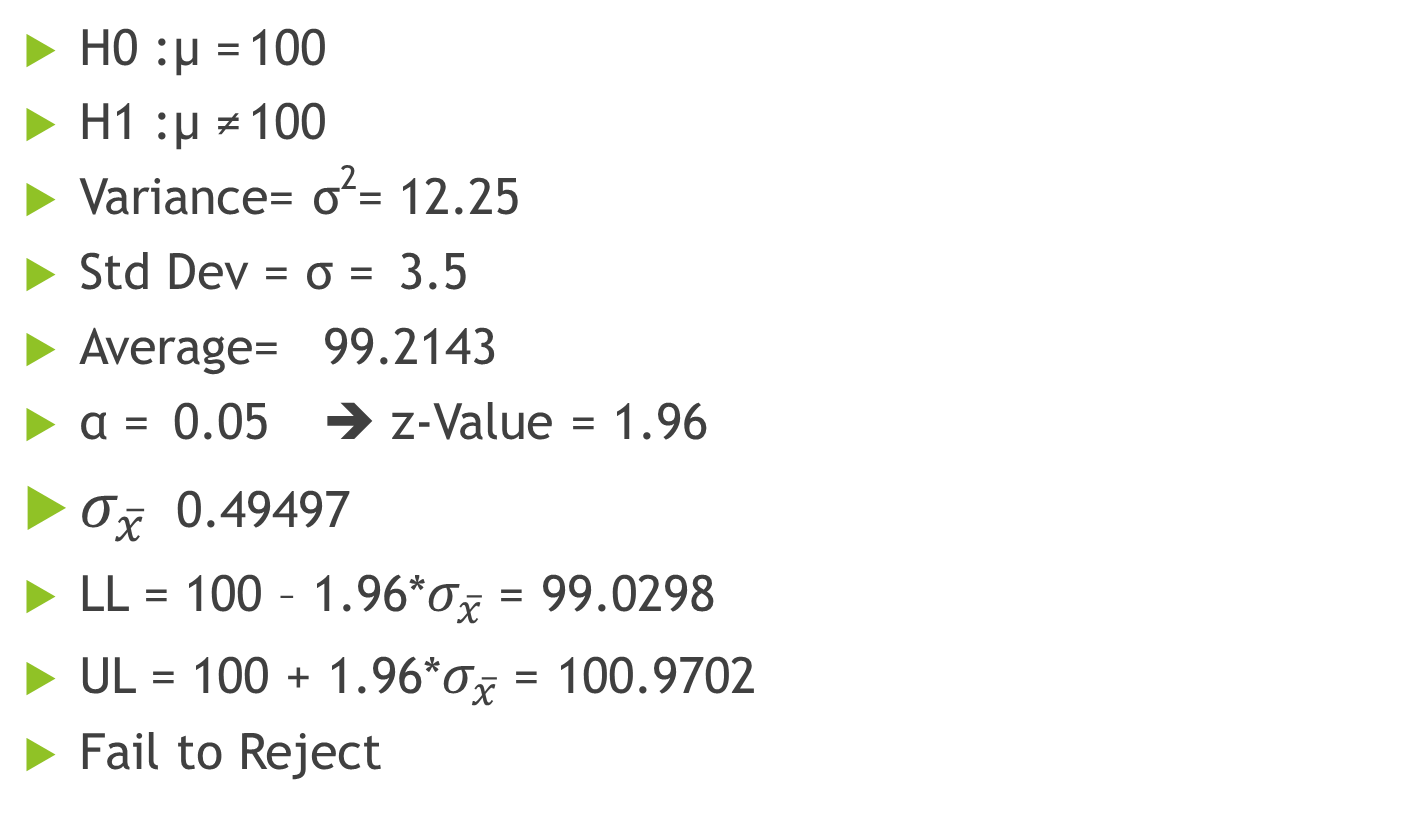 H0 :μ = 100
H1 :μ ≠ 100
Variance= σ²= 12.25
Std Dev = σ = 3.5
Average= 99.2143
α = 0.05 ➔ z-Value = 1.96
𝜎𝑥̅ 0.49497
LL = 100 – 1.96*𝜎𝑥̅ = 99.0298
UL = 100 + 1.96*𝜎𝑥̅ = 100.9702
Fail to Reject